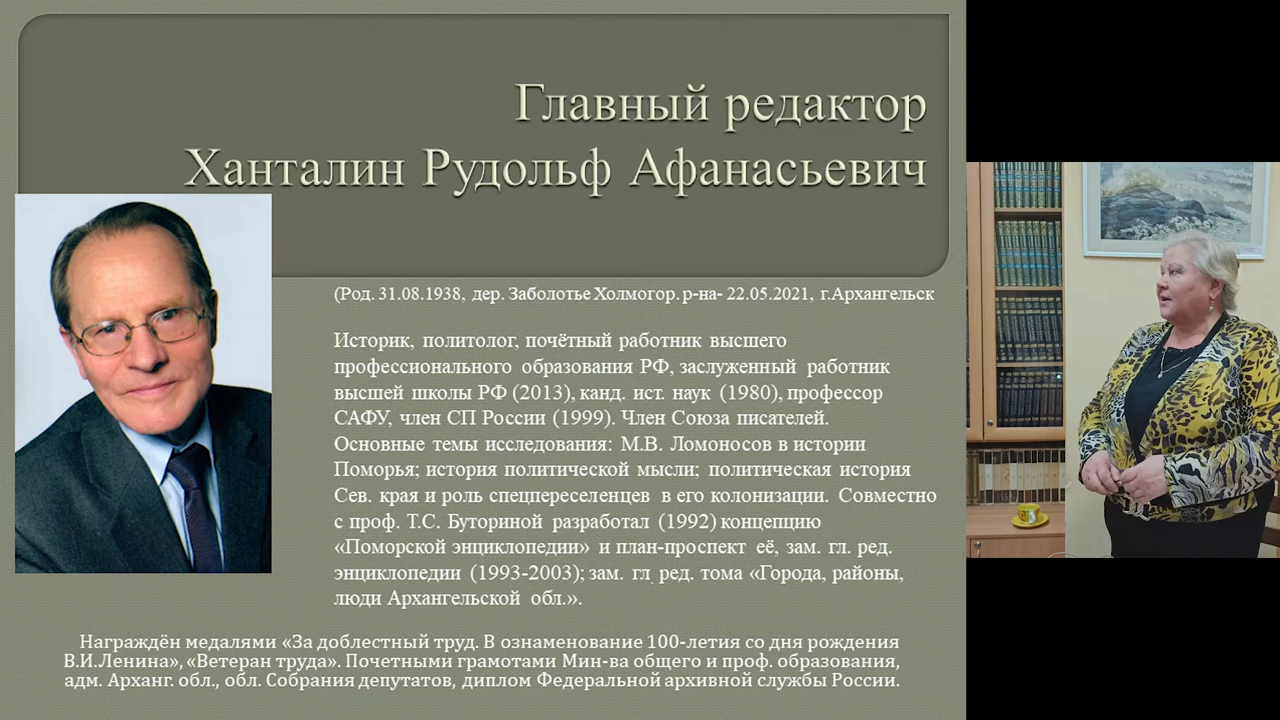 Главный редактор
Ханталин Рудольф Афанасьевич
(Род. 31.08.1938, дер. Заболотье Холмогор. р-на- 22.05.2021, г.Архангельск
Историк, политолог, почётный работник высшего
профессионального образования РФ, заслуженный работник
высшей школы РФ (2013), канд. ист. наук (1980), профессор
САФУ, член СП России (1999). Член Союза писателей.
Основные темы исследования: М.В. Ломоносов в истории
Поморья; история политической мысли; политическая история
Сев. края и роль спецпереселенцев в его колонизации. Совместно
с проф. Т.С. Буториной разработал (1992) концепцию
«Поморской энциклопедии» и план-проспект её, зам. гл. ред.
энциклопедии (1993-2003); зам. гл. ред. тома «Города, районы,
люди Архангельской обл.».
Награждён медалями «За доблестный труд. В ознаменование 100-летия со дня рождения
В.И.Ленина», «Ветеран труда». Почетными грамотами Мин-ва общего и проф. образования,
адм. Арханг. обл., обл. Собрания депутатов, диплом Федеральной архивной службы России.